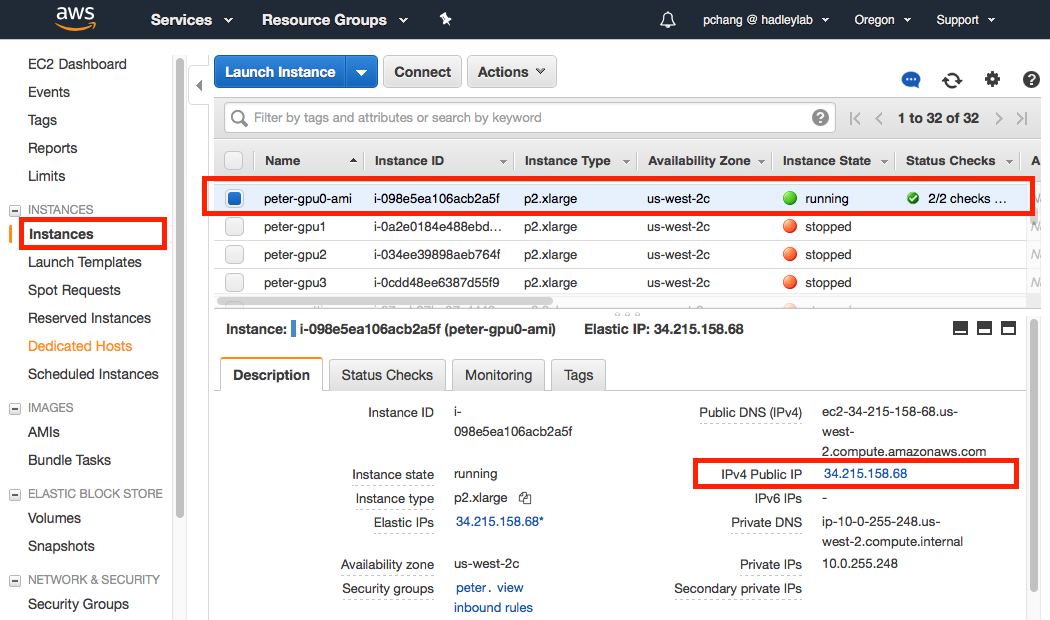 aws Services Resource Groups pchang @ hadleylab Oregon Support
EC2 Dashboard
Events
Tags
Reports
Limits
INSTANCES
Instances
Launch Templates
Spot Requests
Reserved Instances
Dedicated Hosts
Scheduled Instances
IMAGES
AMIs
Bundle Tasks
ELASTIC BLOCK STORE
Volumes
Snapshots
NETWORK & SECURITY
Security Groups
Launch Instance Connect Actions
Filter by tags and attributes or search by keyword ? 1 to 32 of 32
Name Instance ID Instance Type Availability Zone Instance State Status Checks A
peter-gpu0-ami i-098e5ea106acb2a5f p2.xlarge us-west-2c running 2/2 checks ...
peter-gpu1 i-0a2e0184e488ebd... p2.xlarge us-west-2c stopped
peter-gpu2 i-034ee39898aeb764f p2.xlarge us-west-2c stopped
peter-gpu3 i-0cdd48ee6387d55f9 p2.xlarge us-west-2c stopped
Instance: i-098e5ea106acb2a5f (peter-gpu0-ami) Elastic IP: 34.215.158.68
Description Status Checks Monitoring Tags
Instance ID i-
098e5ea106acb2a5f
Instance state running
Instance type p2.xlarge
Elastic IPs 34.215.158.68*
Availability zone us-west-2c
Security groups peter. view
inbound rules
Public DNS (IPv4) ec2-34-215-158-68.us-
west-
2.compute.amazonaws.com
IPv4 Public IP 34.215.158.68
IPv6 IPs -
Private DNS ip-10-0-255-248.us-
west-2.compute.internal
Private IPs 10.0.255.248
Secondary private IPs